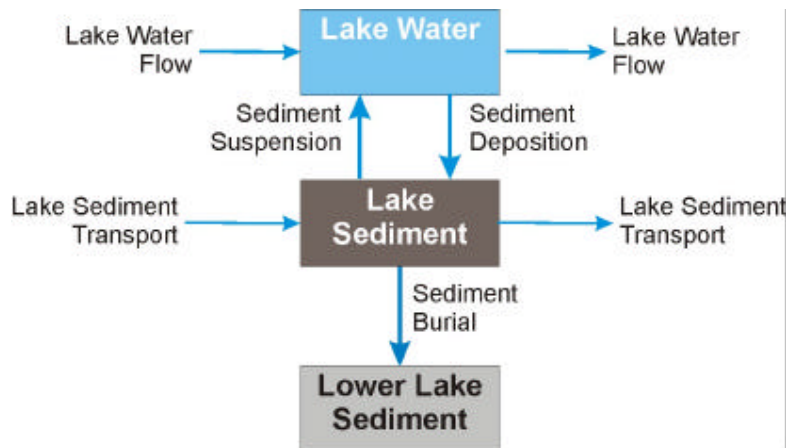 Lake Water
Flow
Lake Water
Lake Water
Flow
Sediment
Suspension
Sediment
Deposition
Lake Sediment
Transport
Lake
Sediment
Lake Sediment
Transport
Sediment
Burial
Lower Lake
Sediment